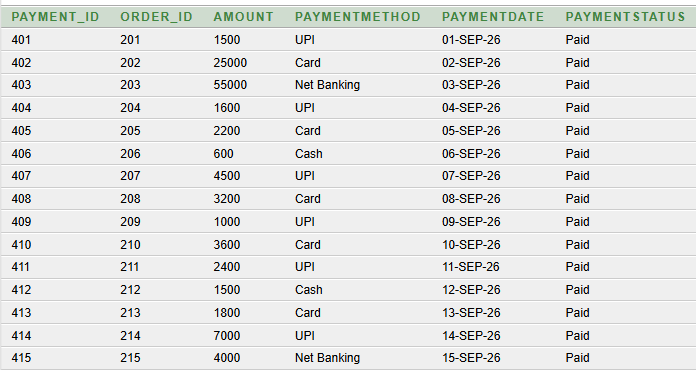 PAYMENT_ID ORDER_ID AMOUNT PAYMENTMETHOD PAYMENTDATE PAYMENTSTATUS
401 201 1500 UPI 01-SEP-26 Paid
402 202 25000 Card 02-SEP-26 Paid
403 203 55000 Net Banking 03-SEP-26 Paid
404 204 1600 UPI 04-SEP-26 Paid
405 205 2200 Card 05-SEP-26 Paid
406 206 600 Cash 06-SEP-26 Paid
407 207 4500 UPI 07-SEP-26 Paid
408 208 3200 Card 08-SEP-26 Paid
409 209 1000 UPI 09-SEP-26 Paid
410 210 3600 Card 10-SEP-26 Paid
411 211 2400 UPI 11-SEP-26 Paid
412 212 1500 Cash 12-SEP-26 Paid
413 213 1800 Card 13-SEP-26 Paid
414 214 7000 UPI 14-SEP-26 Paid
415 215 4000 Net Banking 15-SEP-26 Paid